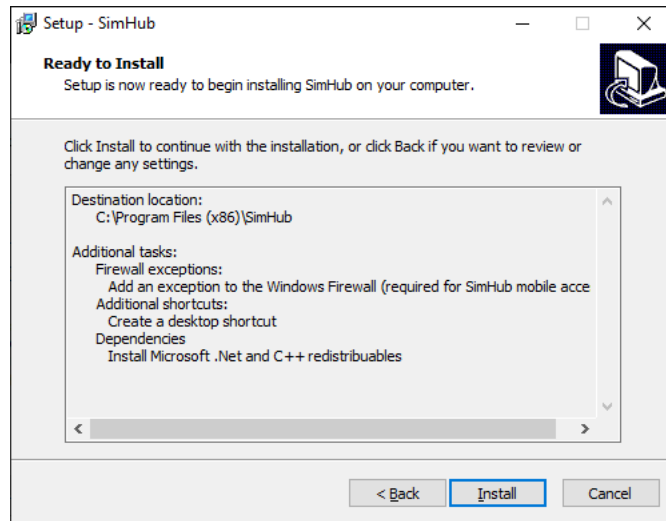 Setup - SimHub
Ready to Install
Setup is now ready to begin installing SimHub on your computer.
Click Install to continue with the installation, or click Back if you want to review or
change any settings.
Destination location:
C:\Program Files (x86)\SimHub
Additional tasks:
Firewall exceptions:
Add an exception to the Windows Firewall (required for SimHub mobile acce
Additional shortcuts:
Create a desktop shortcut
Dependencies
Install Microsoft .Net and C++ redistribuables
< Back
Install
Cancel